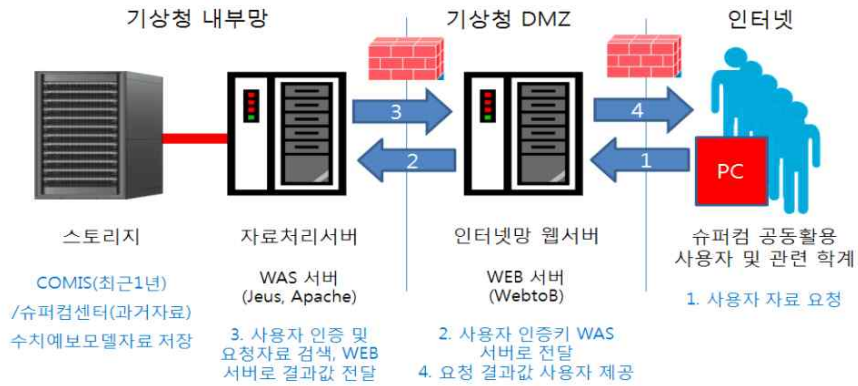 기상청 내부망
기상청 DMZ
인터넷
3
4
2
1
PC
스토리지
자료처리서버
인터넷망 웹서버
슈퍼컴 공동활용
사용자 및 관련 학계
COMIS(최근1년)
/슈퍼컴센터(과거자료)
수치예보모델자료 저장
WAS 서버
(Jeus, Apache)
3. 사용자 인증 및
요청자료 검색, WEB
서버로 결과값 전달
WEB 서버
(WebtoB)
2. 사용자 인증키 WAS
서버로 전달
4. 요청 결과값 사용자 제공
1. 사용자 자료 요청